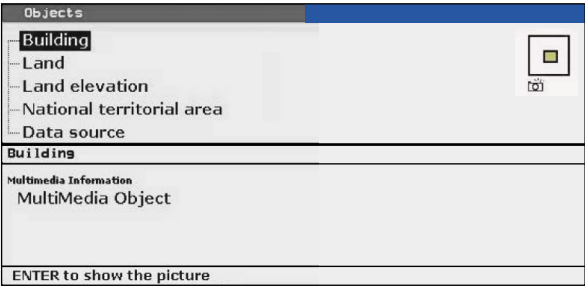 Objects
Building
Land
Land elevation
National territorial area
Data source
Building
Multimedia Information
MultiMedia Object
ENTER to show the picture